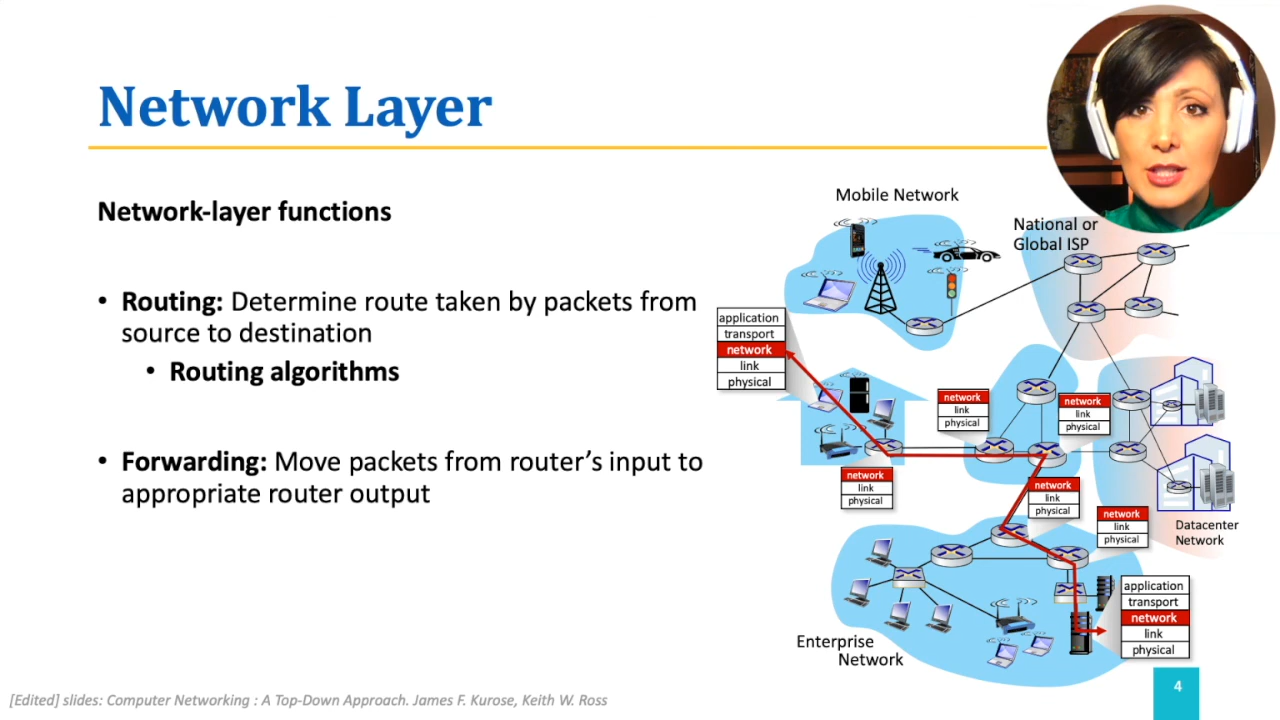 Network Layer
Network-layer functions
• Routing: Determine route taken by packets from
source to destination
• Routing algorithms
• Forwarding: Move packets from router’s input to
appropriate router output
Mobile Network
National or
Global ISP
application
transport
network
link
physical
network
link
physical
network
link
physical
network
link
physical
network
link
physical
network
link
physical
Datacenter
Network
application
transport
network
link
physical
Enterprise
Network
[Edited] slides: Computer Networking : A Top-Down Approach. James F. Kurose, Keith W. Ross
4